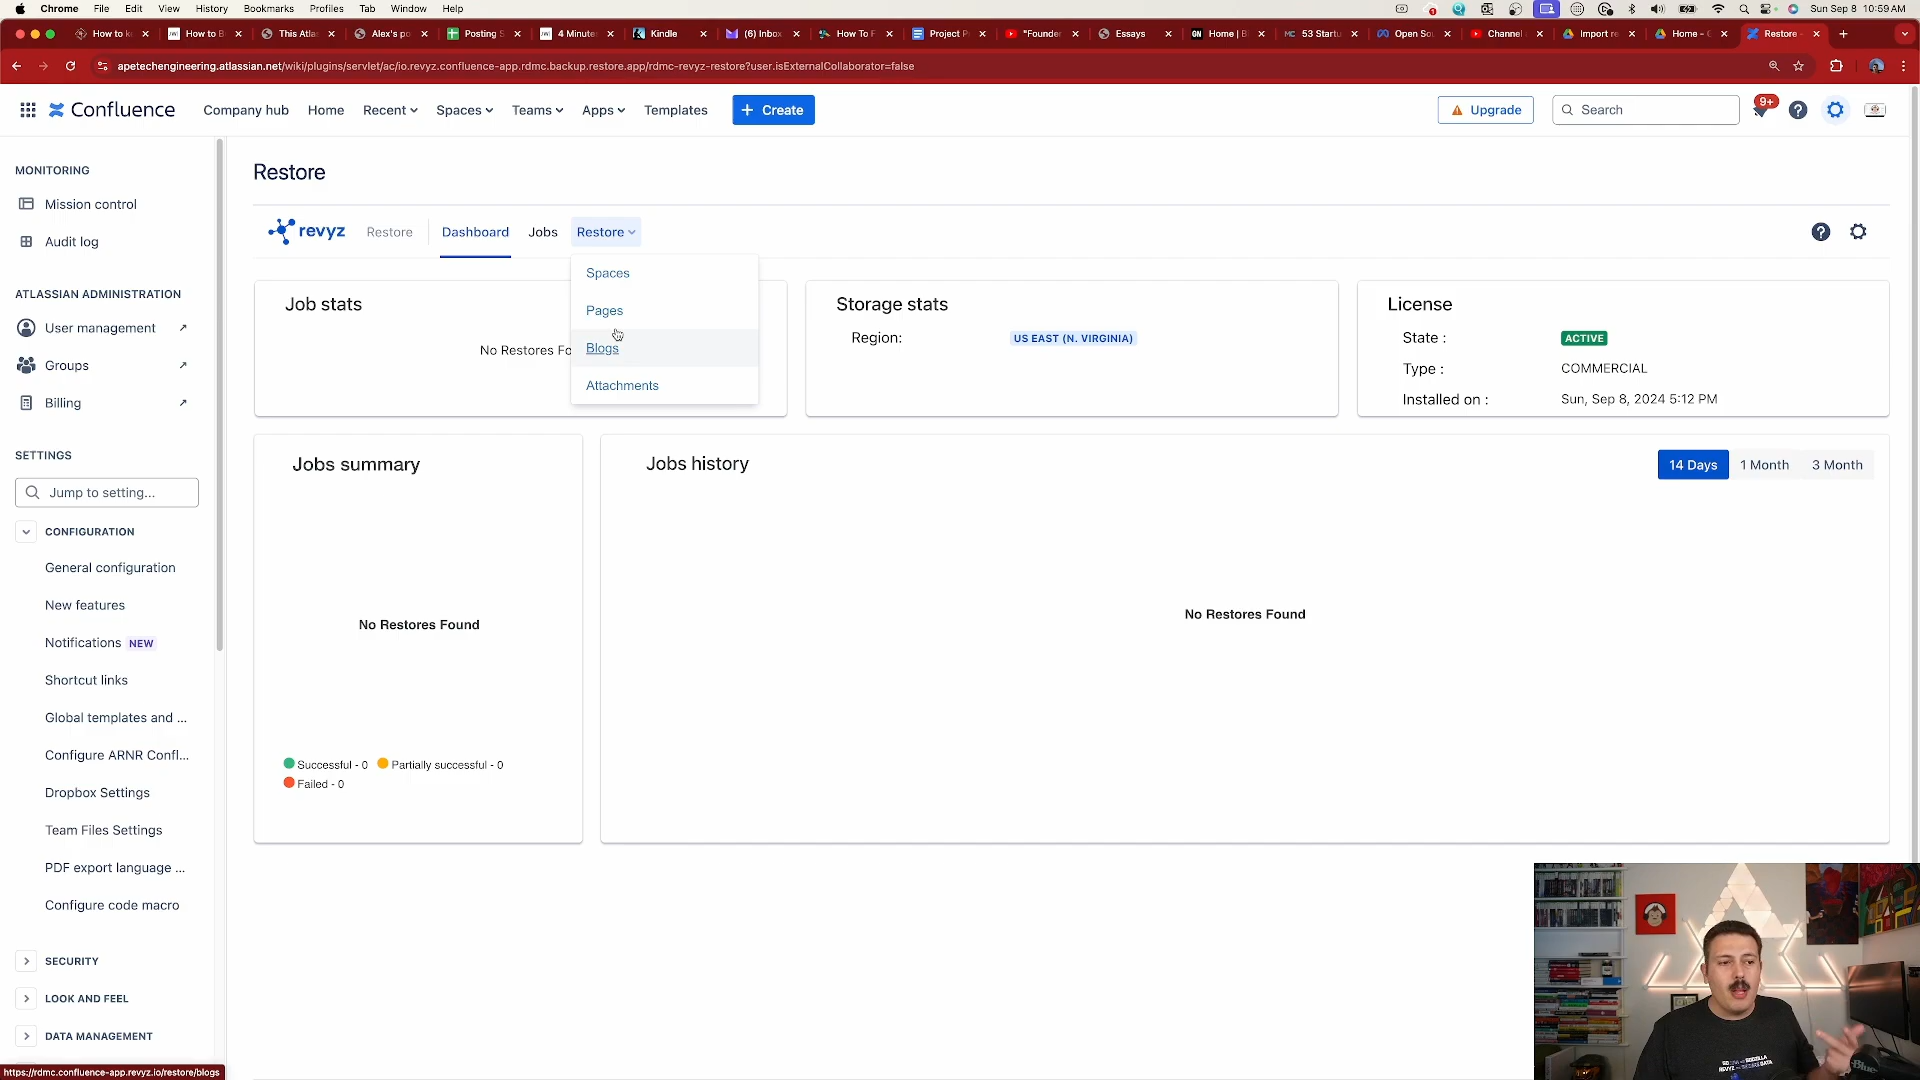 Chrome File Edit View History Bookmarks Profiles Tab Window Help Sun Sep 8 10:59 AM
How to k How to B This Atlas Alex's po Posting S 4 Minute Kindle (6) Inbox How To F Project P "Founder Essays Home | B 53 Startu Open Sou Channel Import re Home - G Restore -
apetechengineering.atlassian.net/wiki/plugins/servlet/ac/io.revyz.confluence-app.rdmc.backup.restore.app/rdmc-revyz-restore?user.isExternalCollaborator=false
Confluence Company hub Home Recent Spaces Teams Apps Templates + Create Upgrade Search 9+
MONITORING
Mission control
Audit log
ATLASSIAN ADMINISTRATION
User management
Groups
Billing
SETTINGS
Jump to setting...
CONFIGURATION
General configuration
New features
Notifications NEW
Shortcut links
Global templates and ...
Configure ARNR Confl...
Dropbox Settings
Team Files Settings
PDF export language ...
Configure code macro
SECURITY
LOOK AND FEEL
DATA MANAGEMENT
https://rdmc.confluence-app.revyz.io/restore/blogs
Restore
revyz Restore Dashboard Jobs Restore
Spaces
Pages
Blogs
Attachments
Job stats
No Restores Fo
Storage stats
Region: US EAST (N. VIRGINIA)
License
State : ACTIVE
Type : COMMERCIAL
Installed on : Sun, Sep 8, 2024 5:12 PM
Jobs summary
No Restores Found
Successful - 0 Partially successful - 0
Failed - 0
Jobs history
14 Days 1 Month 3 Month
No Restores Found